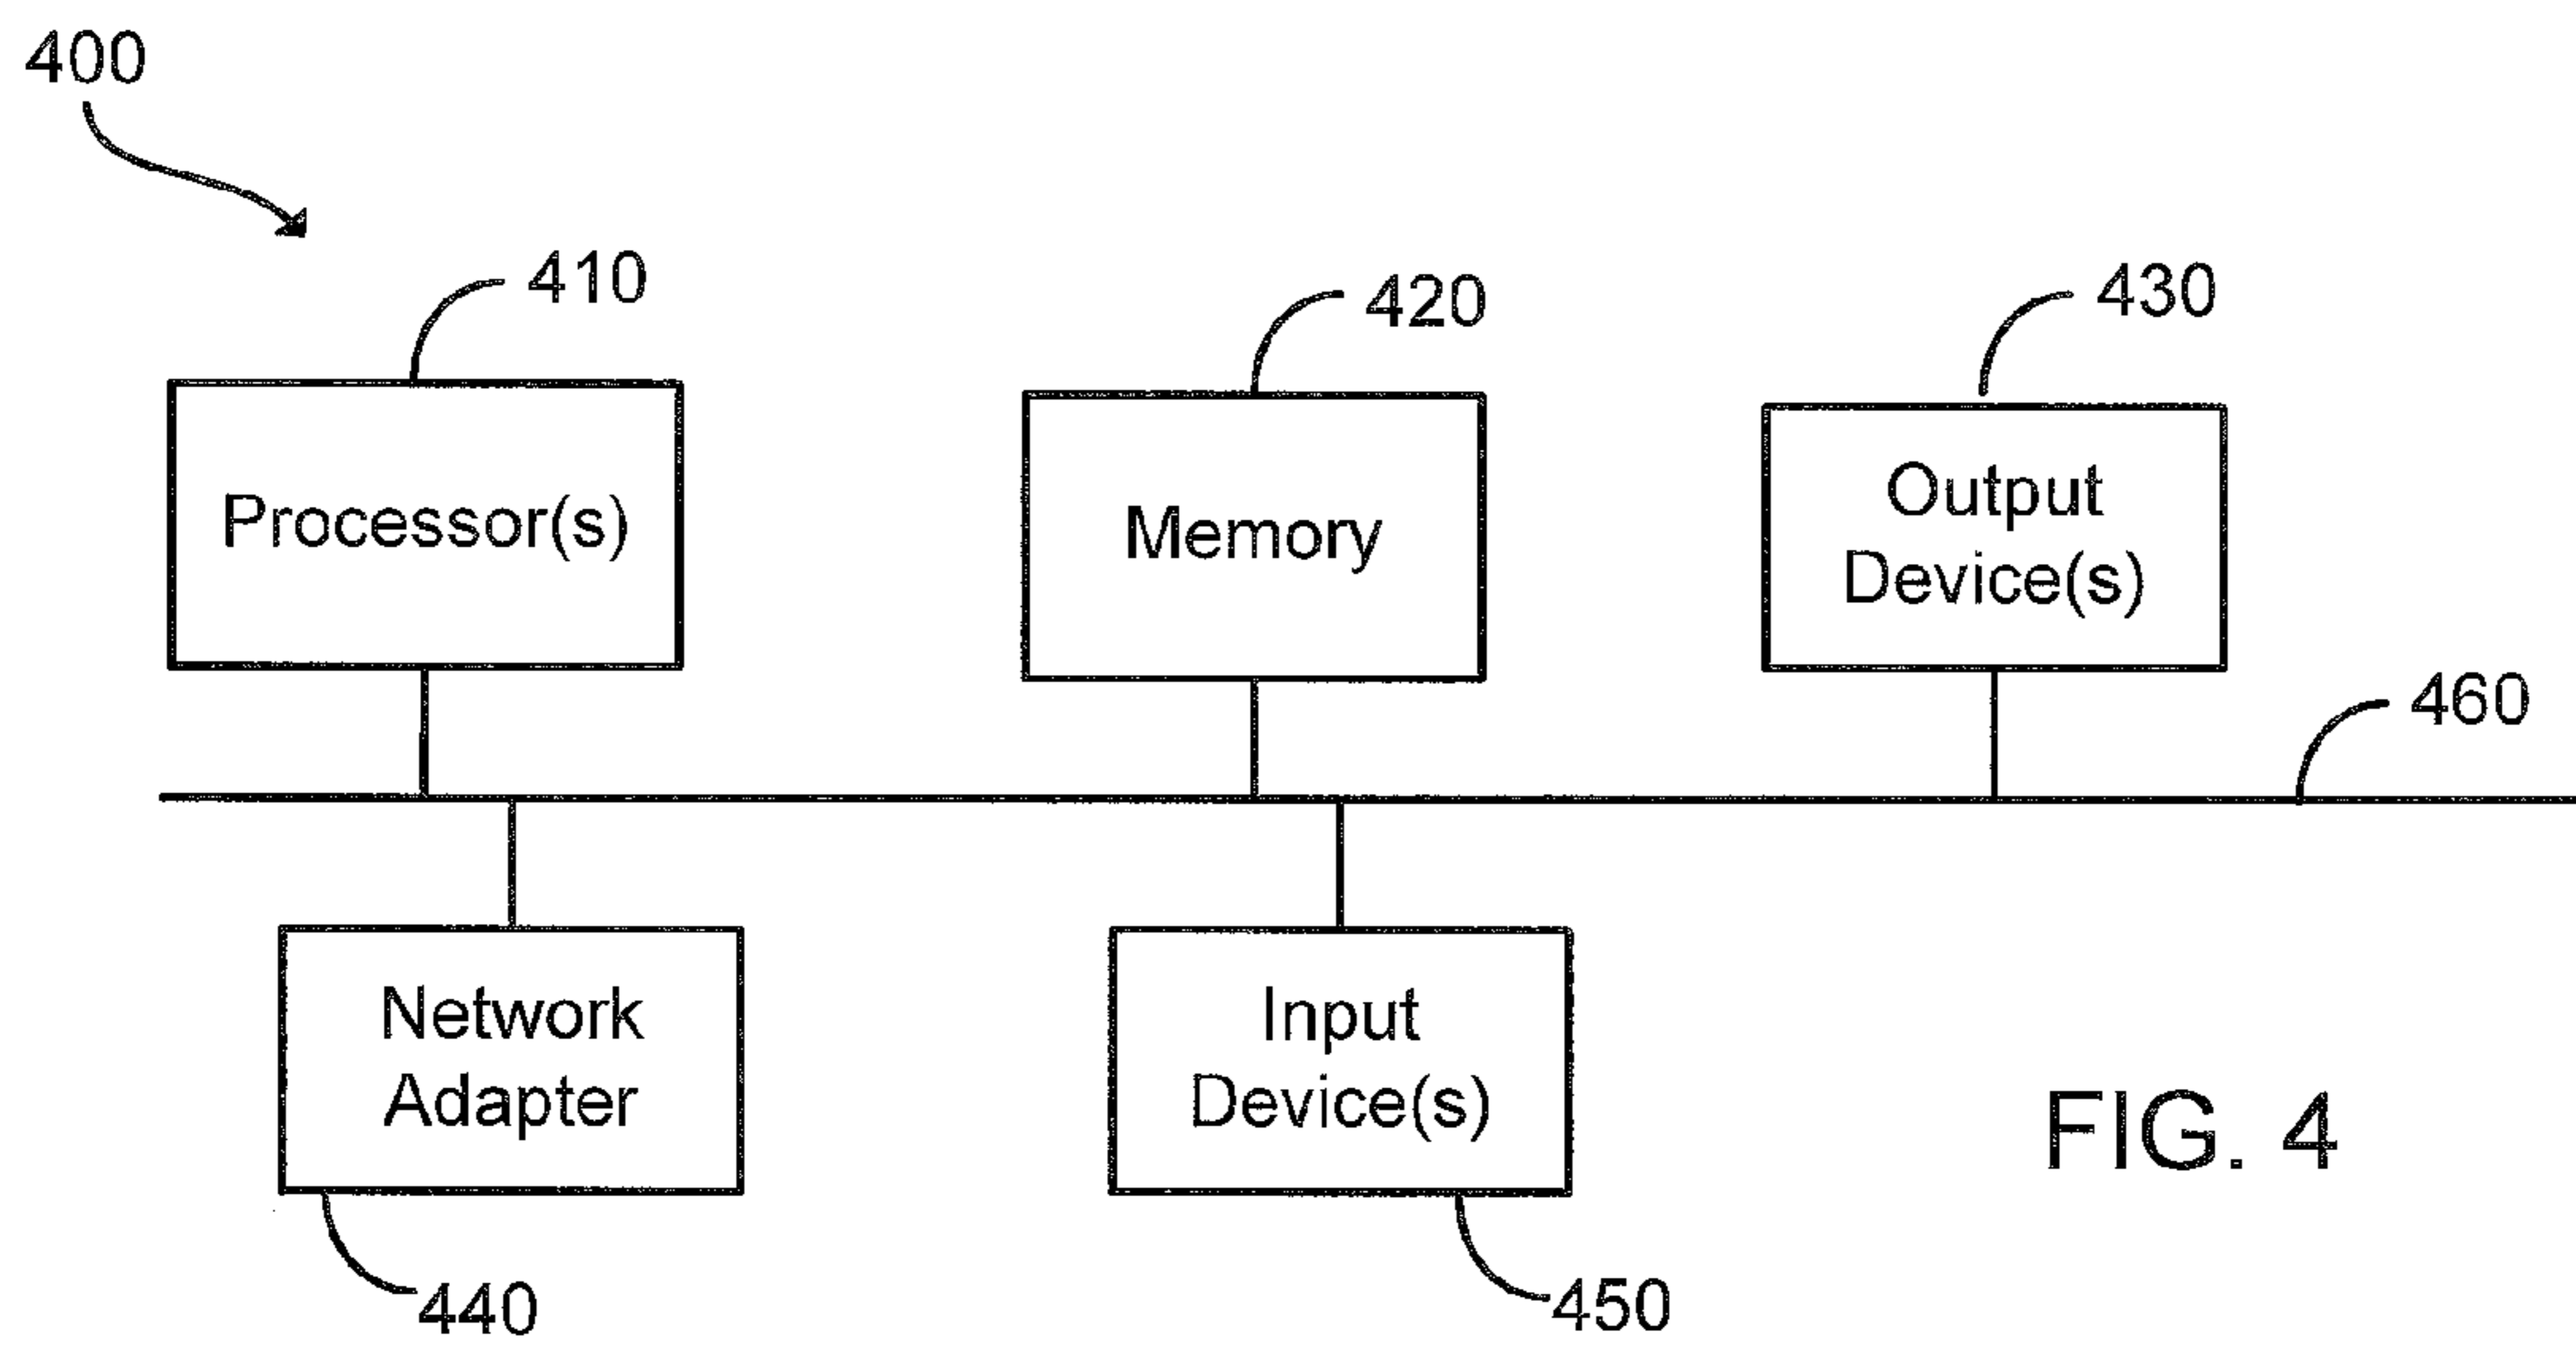 400
410
420
430
Processor(s)
Memory
Output
Device(s)
460
Network
Adapter
Input
Device(s)
FIG. 4
440
450